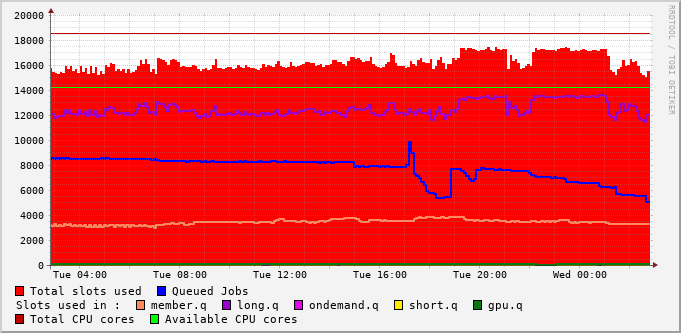 20000
18000
16000
14000
12000
10000
8000
6000
4000
2000
0
Tue 04:00 Tue 08:00 Tue 12:00 Tue 16:00 Tue 20:00 Wed 00:00
Total slots used Queued Jobs
Slots used in : member.q long.q ondemand.q short.q gpu.q
Total CPU cores Available CPU cores
RRDTOOL / TOBI OETIKER